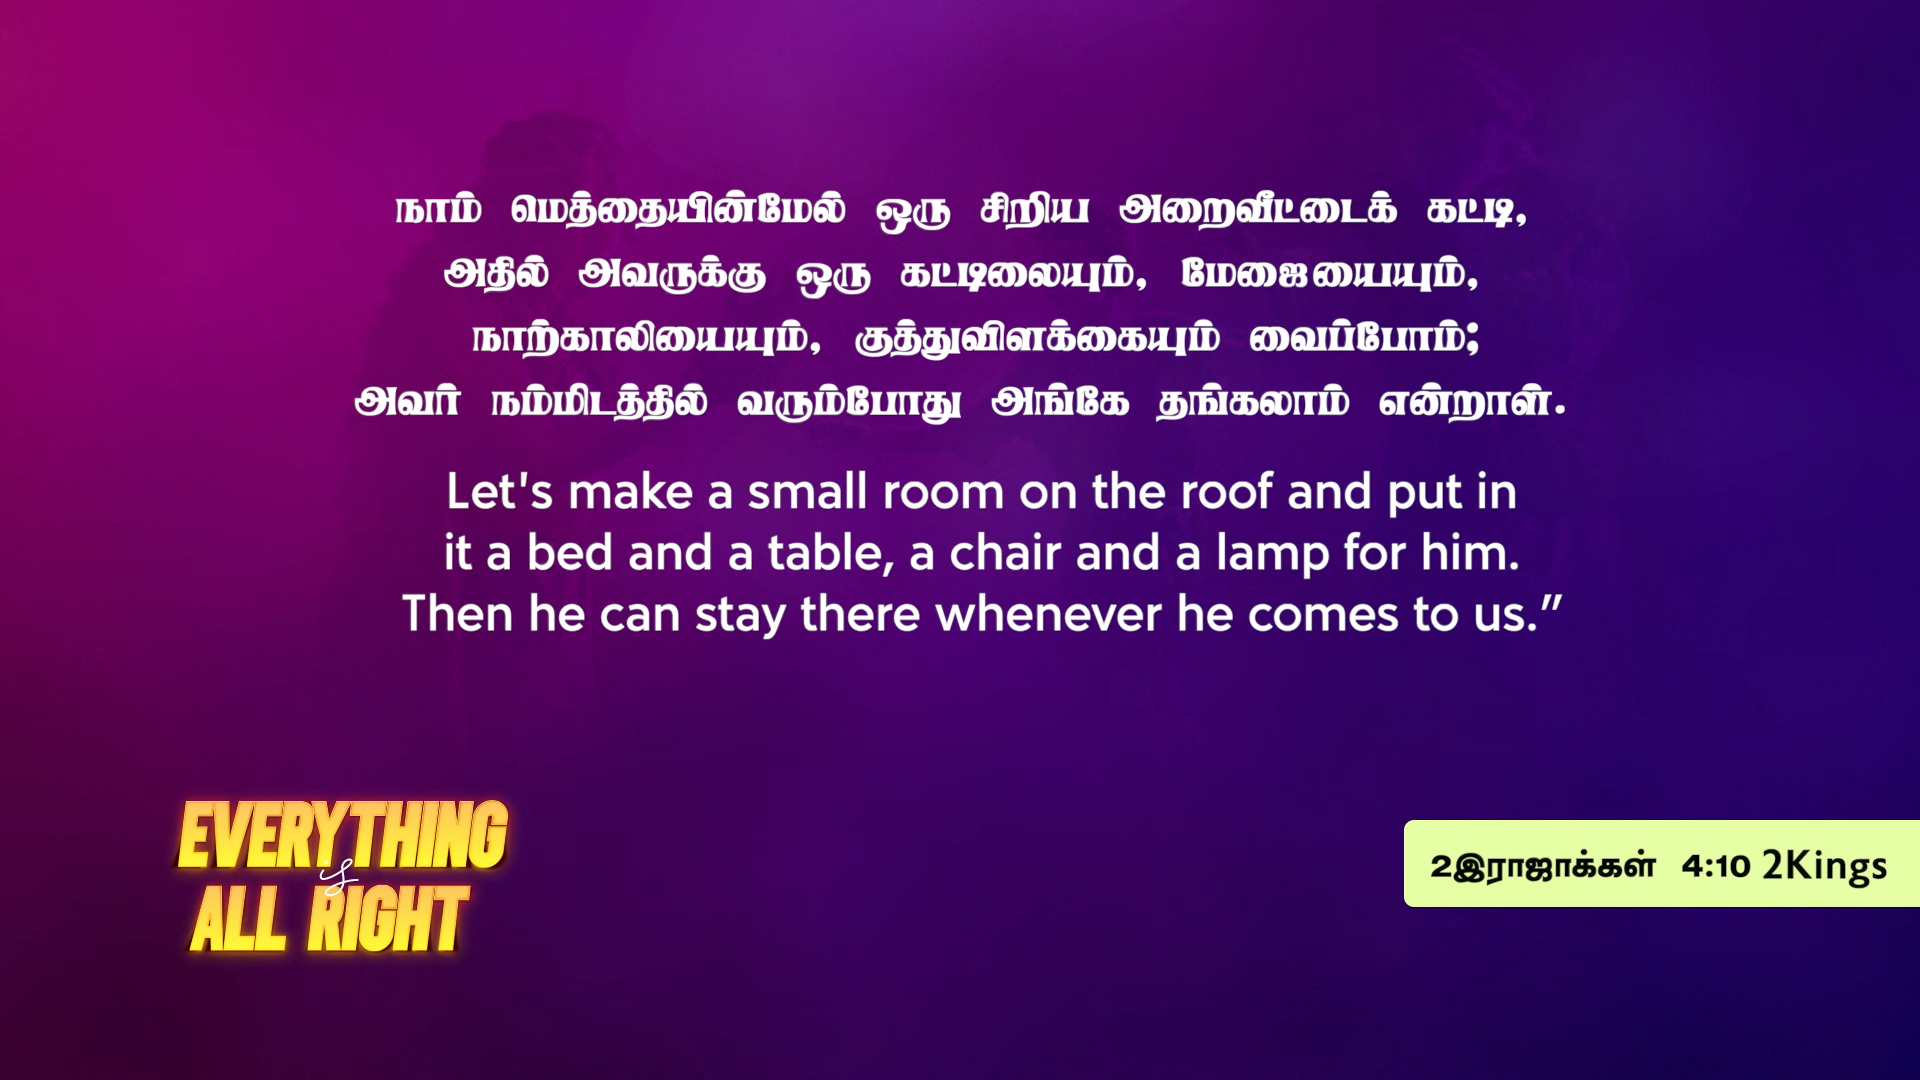 நாம் மெத்தையின்மேல் ஒரு சிறிய அறைவீட்டைக் கட்டி,
அதில் அவருக்கு ஒரு கட்டிலையும், மேஜையையும்,
நாற்காலியையும், குத்துவிளக்கையும் வைப்போம்;
அவர் நம்மிடத்தில் வரும்போது அங்கே தங்கலாம் என்றாள்.
Let's make a small room on the roof and put in
it a bed and a table, a chair and a lamp for him.
Then he can stay there whenever he comes to us.”
EVERYTHING
is
ALL RIGHT
2இராஜாக்கள் 4:10 2Kings